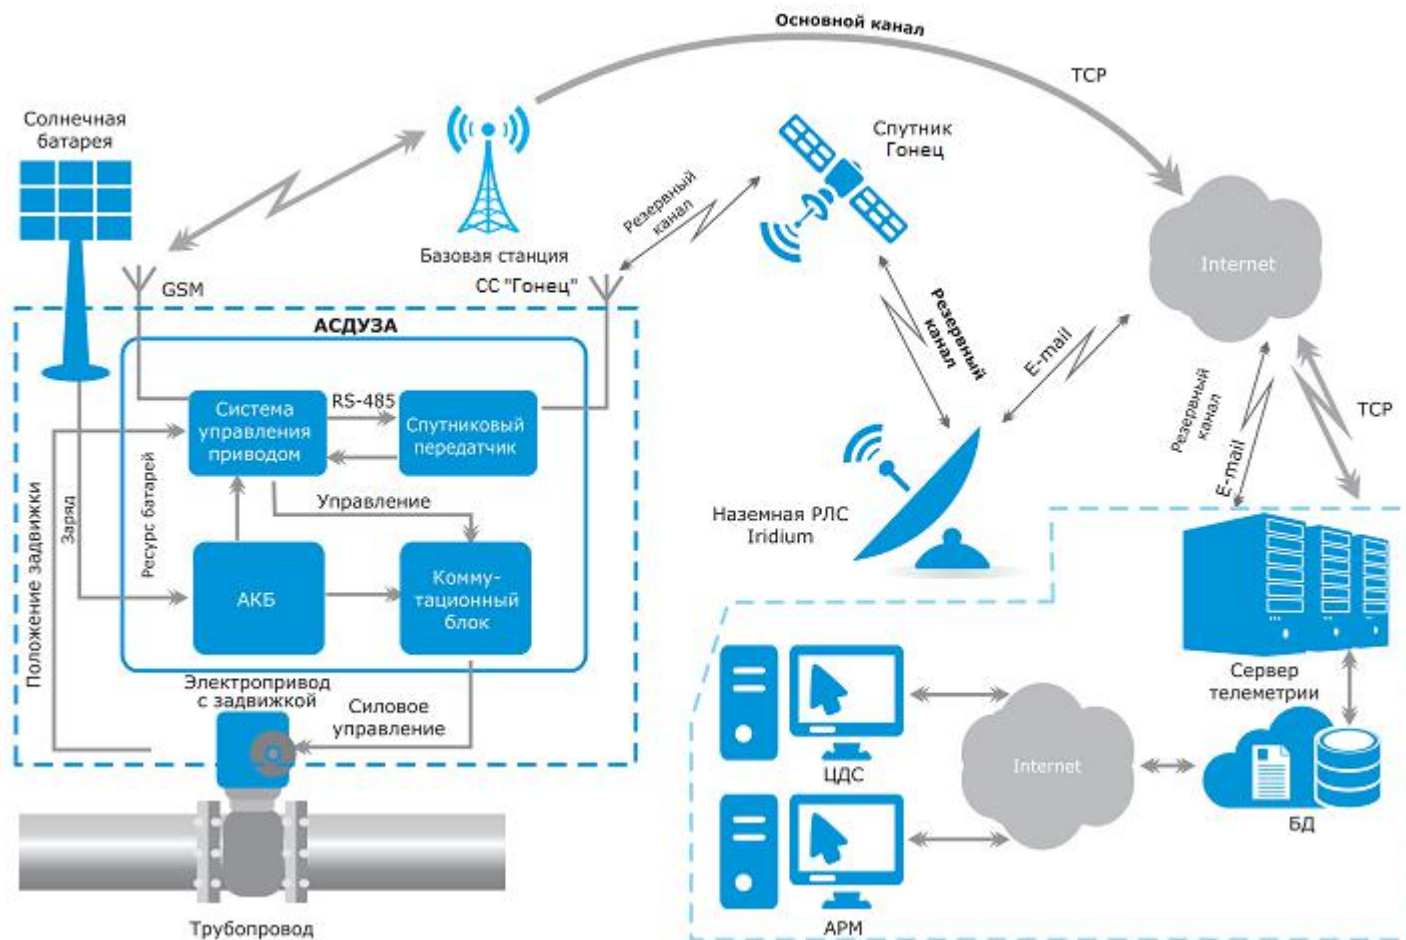 Основной канал
TCP
Солнечная
батарея
Спутник
Гонец
Резервный
канал
Базовая станция
GSM
СС "Гонец"
Internet
АСДУЗА
Резервный
канал
E-mail
Резервный
канал
E-mail
TCP
Система
управления
приводом
RS-485
Спутниковый
передатчик
Положение задвижки
Заряд
Ресурс батарей
Управление
АКБ
Комму-
тационный
блок
Наземная РЛС
Iridium
Электропривод
с задвижкой
Силовое
управление
Трубопровод
Сервер
телеметрии
ЦДС
Internet
БД
АРМ